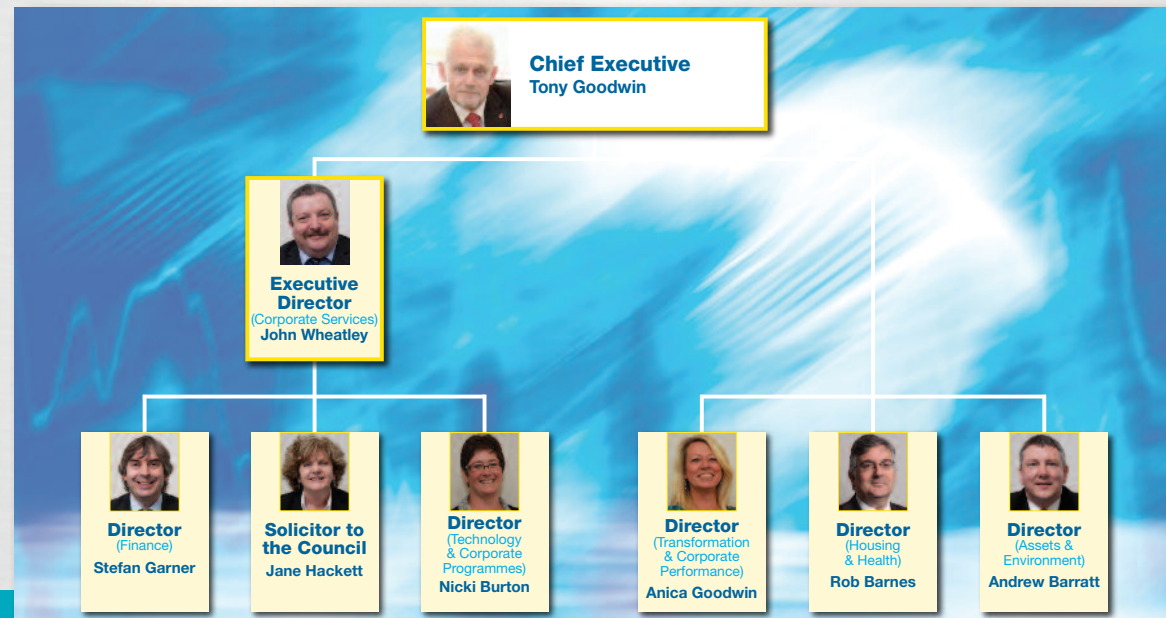 Chief Executive
Tony Goodwin
Executive
Director
(Corporate Services)
John Wheatley
Director
(Finance)
Stefan Garner
Solicitor to
the Council
Jane Hackett
Director
(Technology
& Corporate
Programmes)
Nicki Burton
Director
(Transformation
& Corporate
Performance)
Anica Goodwin
Director
(Housing
& Health)
Rob Barnes
Director
(Assets &
Environment)
Andrew Barratt